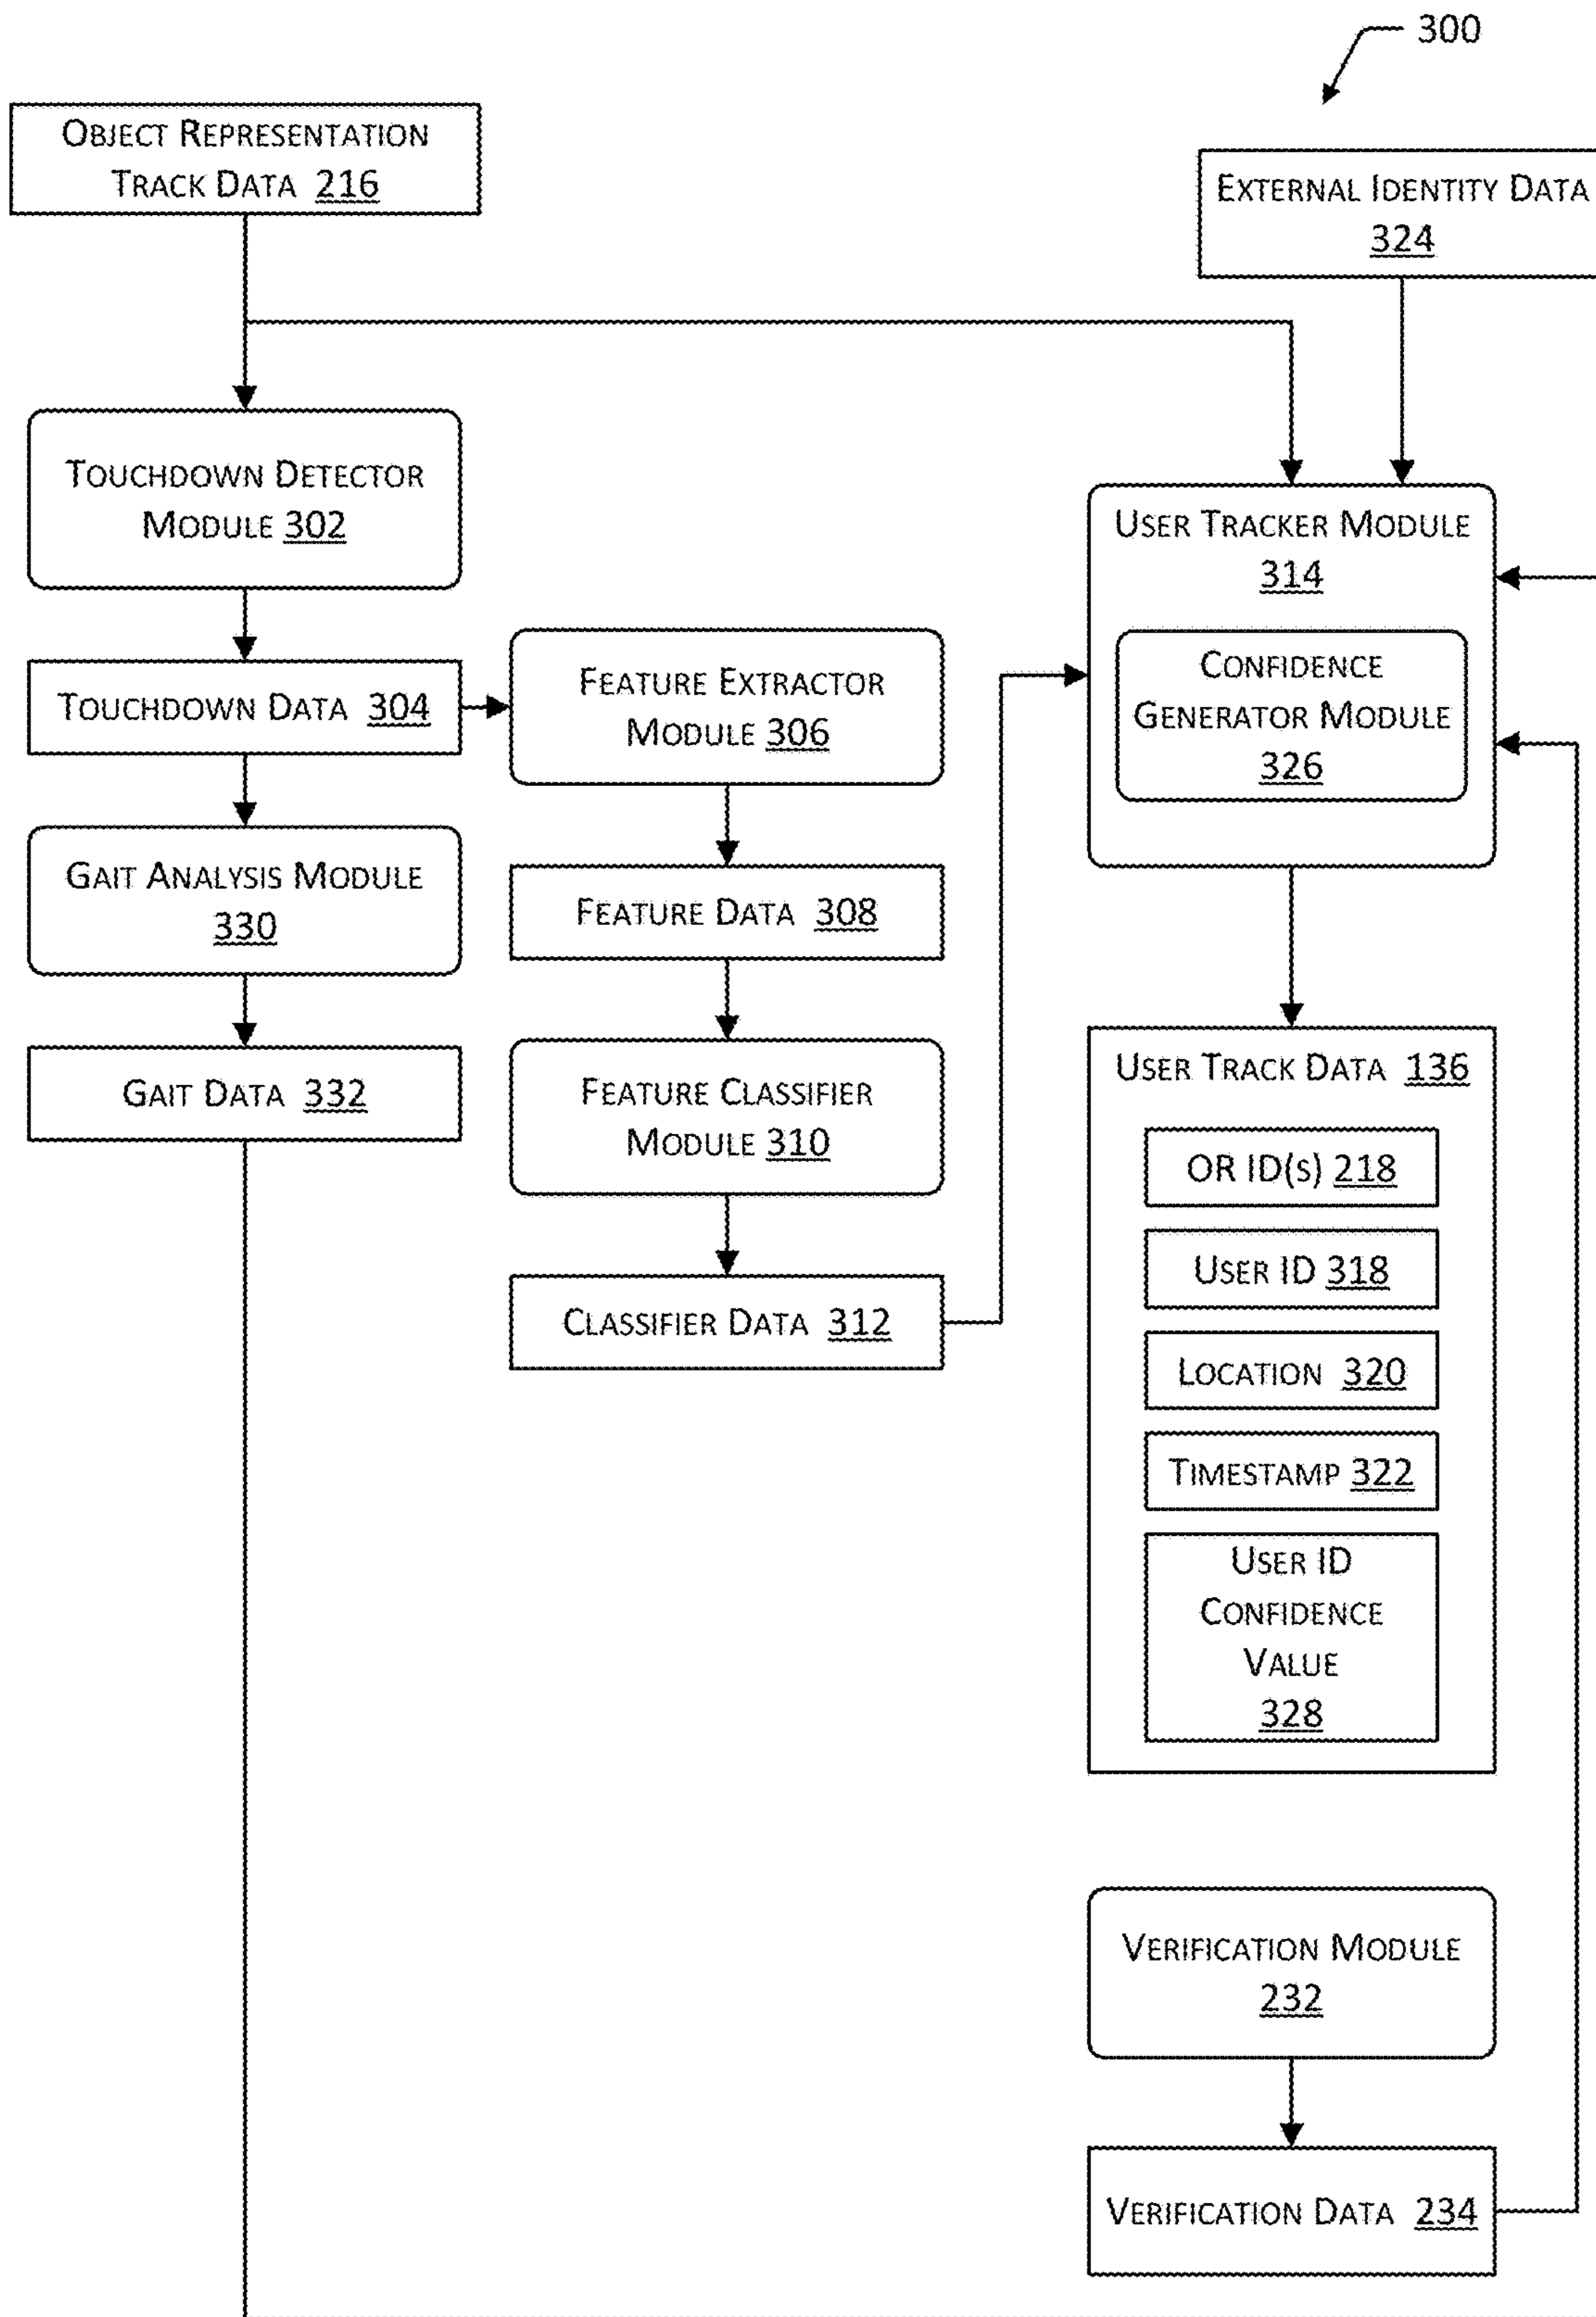 300
OBJECT REPRESENTATION
TRACK DATA 216
EXTERNAL IDENTITY DATA
324
TOUCHDOWN DETECTOR
MODULE 302
TOUCHDOWN DATA 304
GAIT ANALYSIS MODULE
330
GAIT DATA 332
FEATURE EXTRACTOR
MODULE 306
FEATURE DATA 308
FEATURE CLASSIFIER
MODULE 310
CLASSIFIER DATA 312
USER TRACKER MODULE
314
CONFIDENCE
GENERATOR MODULE
326
USER TRACK DATA 136
OR ID(S) 218
USER ID 318
LOCATION 320
TIMESTAMP 322
USER ID
CONFIDENCE
VALUE
328
VERIFICATION MODULE
232
VERIFICATION DATA 234